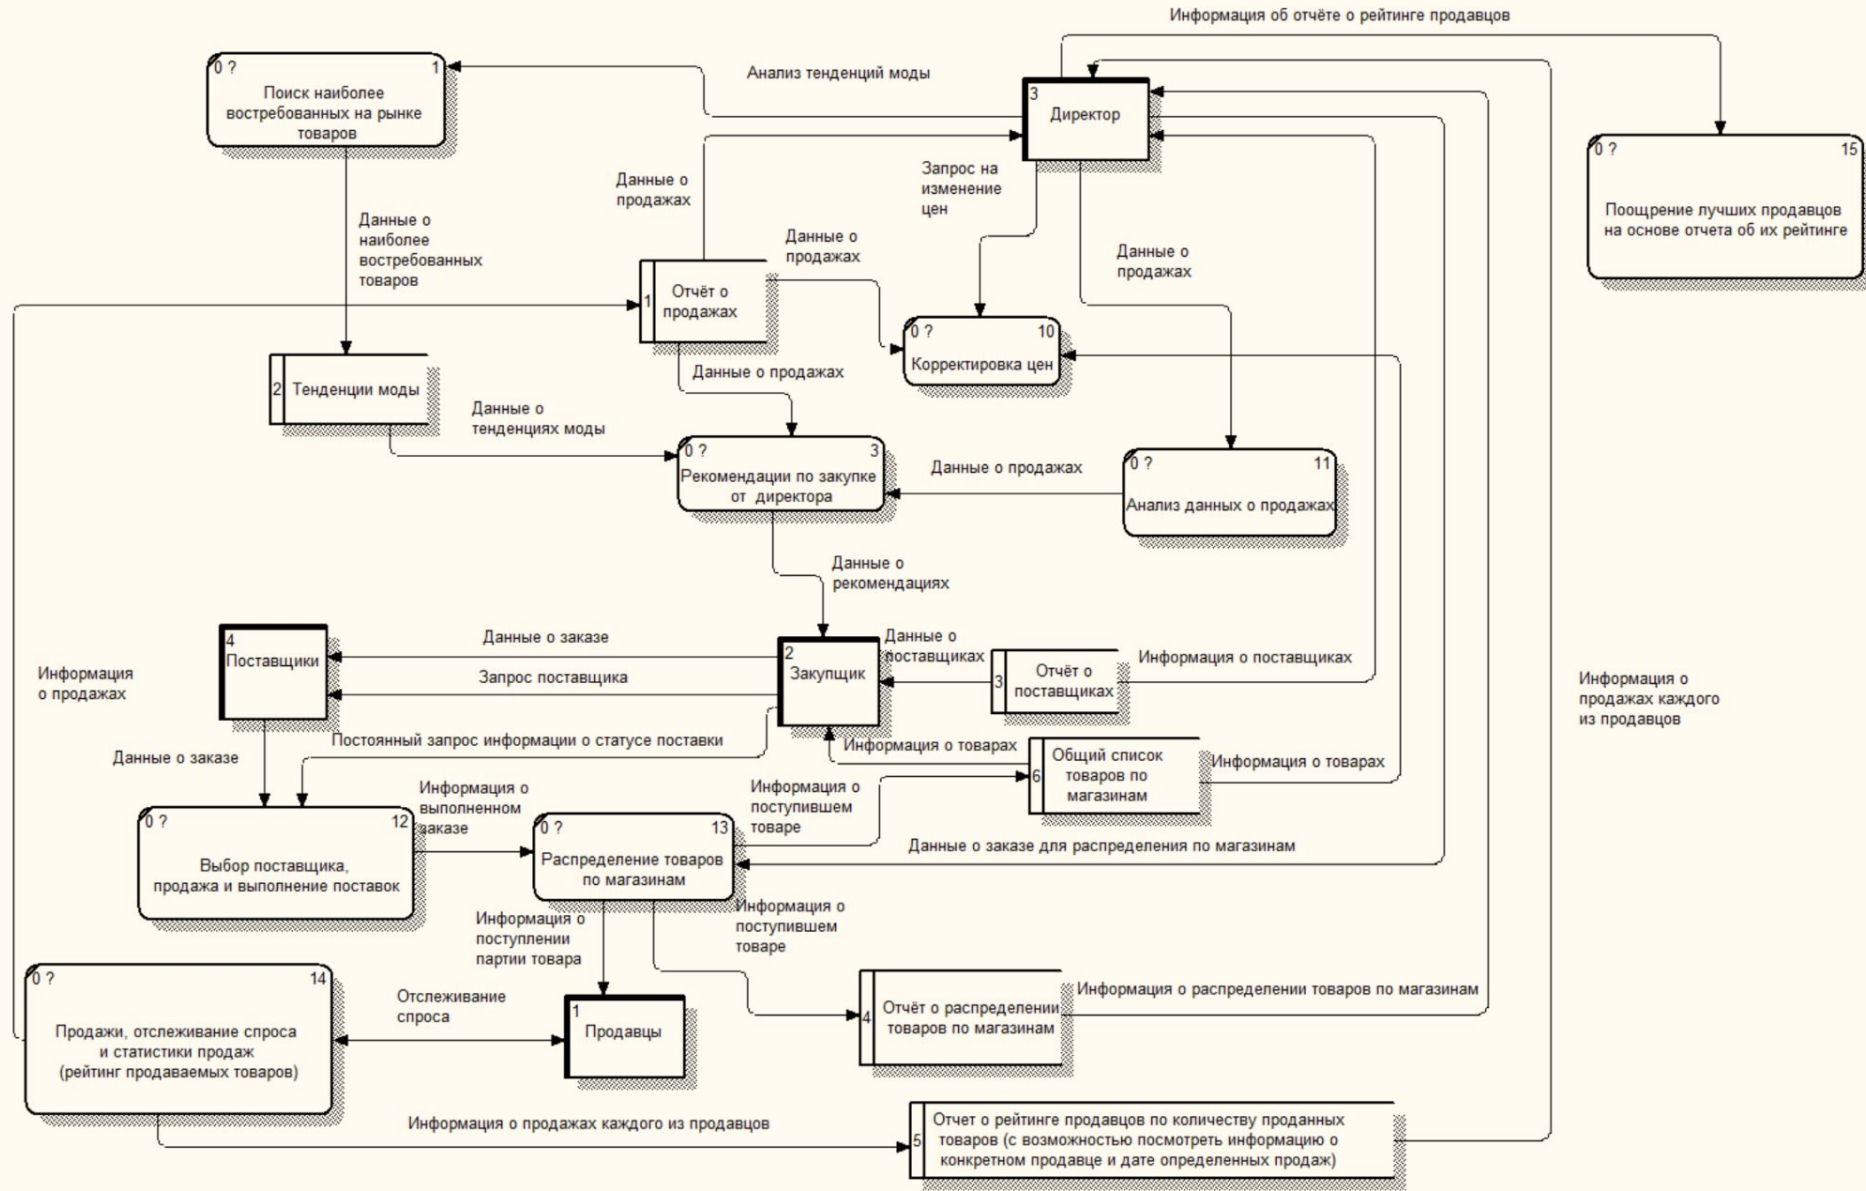 Информация об отчёте о рейтинге продавцов
0 ?
1
Поиск наиболее
востребованных на рынке
товаров
Анализ тенденций моды
3
Директор
0 ?
15
Поощрение лучших продавцов
на основе отчета об их рейтинге
Данные о
продажах
Запрос на
изменение
цен
Данные о
наиболее
востребованных
товаров
Данные о
продажах
Данные о
продажах
1
Отчёт о
продажах
0 ?
10
Корректировка цен
2
Тенденции моды
Данные о продажах
Данные о
тенденциях моды
0 ?
3
Рекомендации по закупке
от директора
Данные о продажах
0 ?
11
Анализ данных о продажах
Данные о
рекомендациях
4
Поставщики
Данные о заказе
Запрос поставщика
2
Закупщик
Данные о
поставщиках
3
Отчёт о
поставщиках
Информация о поставщиках
Информация
о продажах
Информация о
продажах каждого
из продавцов
Данные о заказе
Постоянный запрос информации о статусе поставки
Информация о товарах
6
Общий список
товаров по
магазинам
Информация о товарах
Информация о
выполненном
заказе
Информация о
поступившем
товаре
0 ?
12
Выбор поставщика,
продажа и выполнение поставок
0 ?
13
Распределение товаров
по магазинам
Данные о заказе для распределения по магазинам
Информация о
поступлении
партии товара
Информация о
поступившем
товаре
0 ?
14
Продажи, отслеживание спроса
и статистики продаж
(рейтинг продаваемых товаров)
Отслеживание
спроса
1
Продавцы
4
Отчёт о распределении
товаров по магазинам
Информация о распределении товаров по магазинам
Информация о продажах каждого из продавцов
5
Отчет о рейтинге продавцов по количеству проданных
товаров (с возможностью посмотреть информацию о
конкретном продавце и дате определенных продаж)